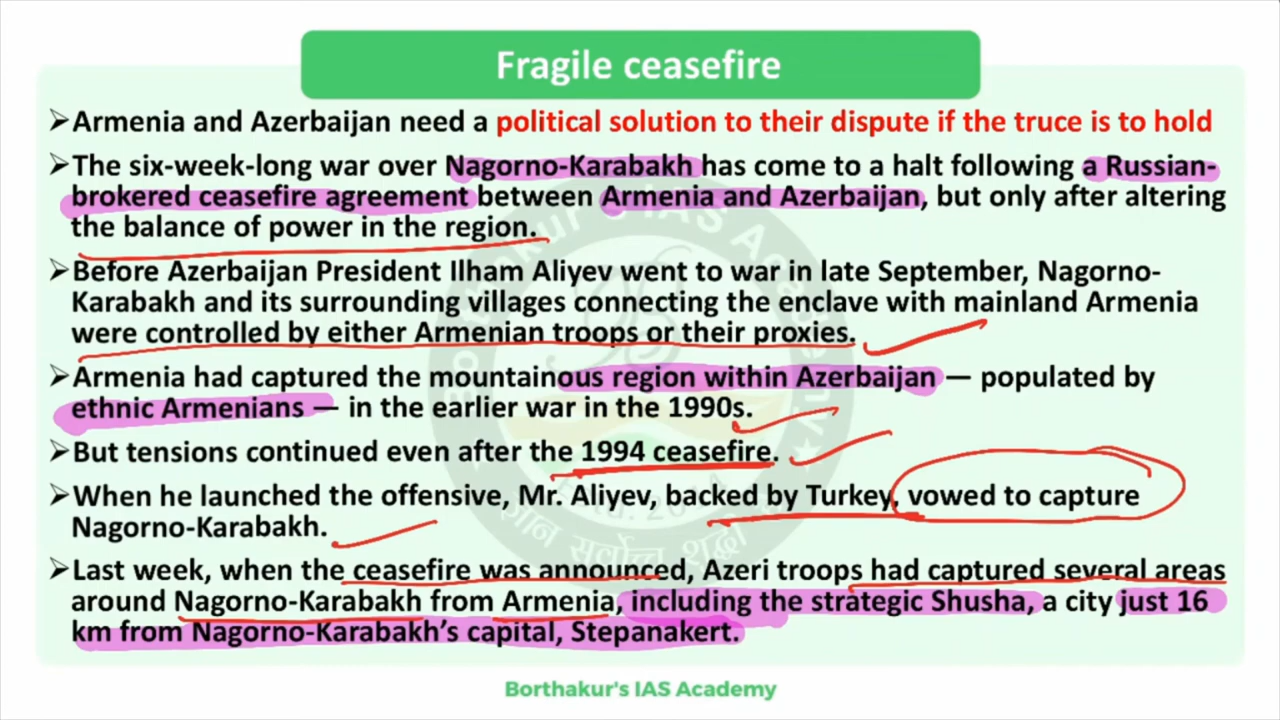 Fragile ceasefire
➢Armenia and Azerbaijan need a political solution to their dispute if the truce is to hold
➢The six-week-long war over Nagorno-Karabakh has come to a halt following a Russian-
brokered ceasefire agreement between Armenia and Azerbaijan, but only after altering
the balance of power in the region.
➢Before Azerbaijan President Ilham Aliyev went to war in late September, Nagorno-
Karabakh and its surrounding villages connecting the enclave with mainland Armenia
were controlled by either Armenian troops or their proxies.
➢Armenia had captured the mountainous region within Azerbaijan — populated by
ethnic Armenians — in the earlier war in the 1990s.
➢But tensions continued even after the 1994 ceasefire.
➢When he launched the offensive, Mr. Aliyev, backed by Turkey, vowed to capture
Nagorno-Karabakh.
➢Last week, when the ceasefire was announced, Azeri troops had captured several areas
around Nagorno-Karabakh from Armenia, including the strategic Shusha, a city just 16
km from Nagorno-Karabakh’s capital, Stepanakert.
Borthakur's IAS Academy